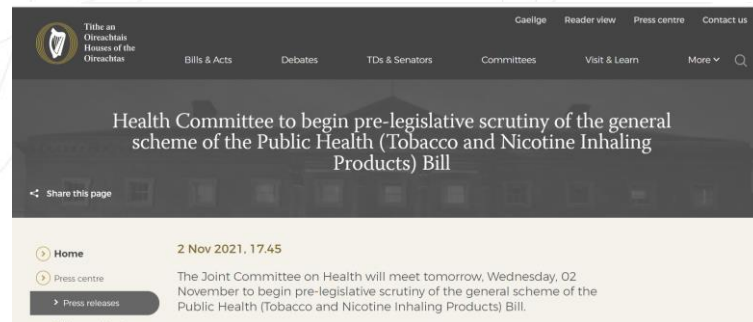 Tithe an
Oireachtais
Houses of the
Oireachtas
Gaeilge Reader view Press centre Contact us
Bills & Acts Debates TDs & Senators Committees Visit & Learn More
Health Committee to begin pre-legislative scrutiny of the general
scheme of the Public Health (Tobacco and Nicotine Inhaling
Products) Bill
Share this page
Home
Press centre
Press releases
2 Nov 2021, 17.45
The Joint Committee on Health will meet tomorrow, Wednesday, 02
November to begin pre-legislative scrutiny of the general scheme of the
Public Health (Tobacco and Nicotine Inhaling Products) Bill.